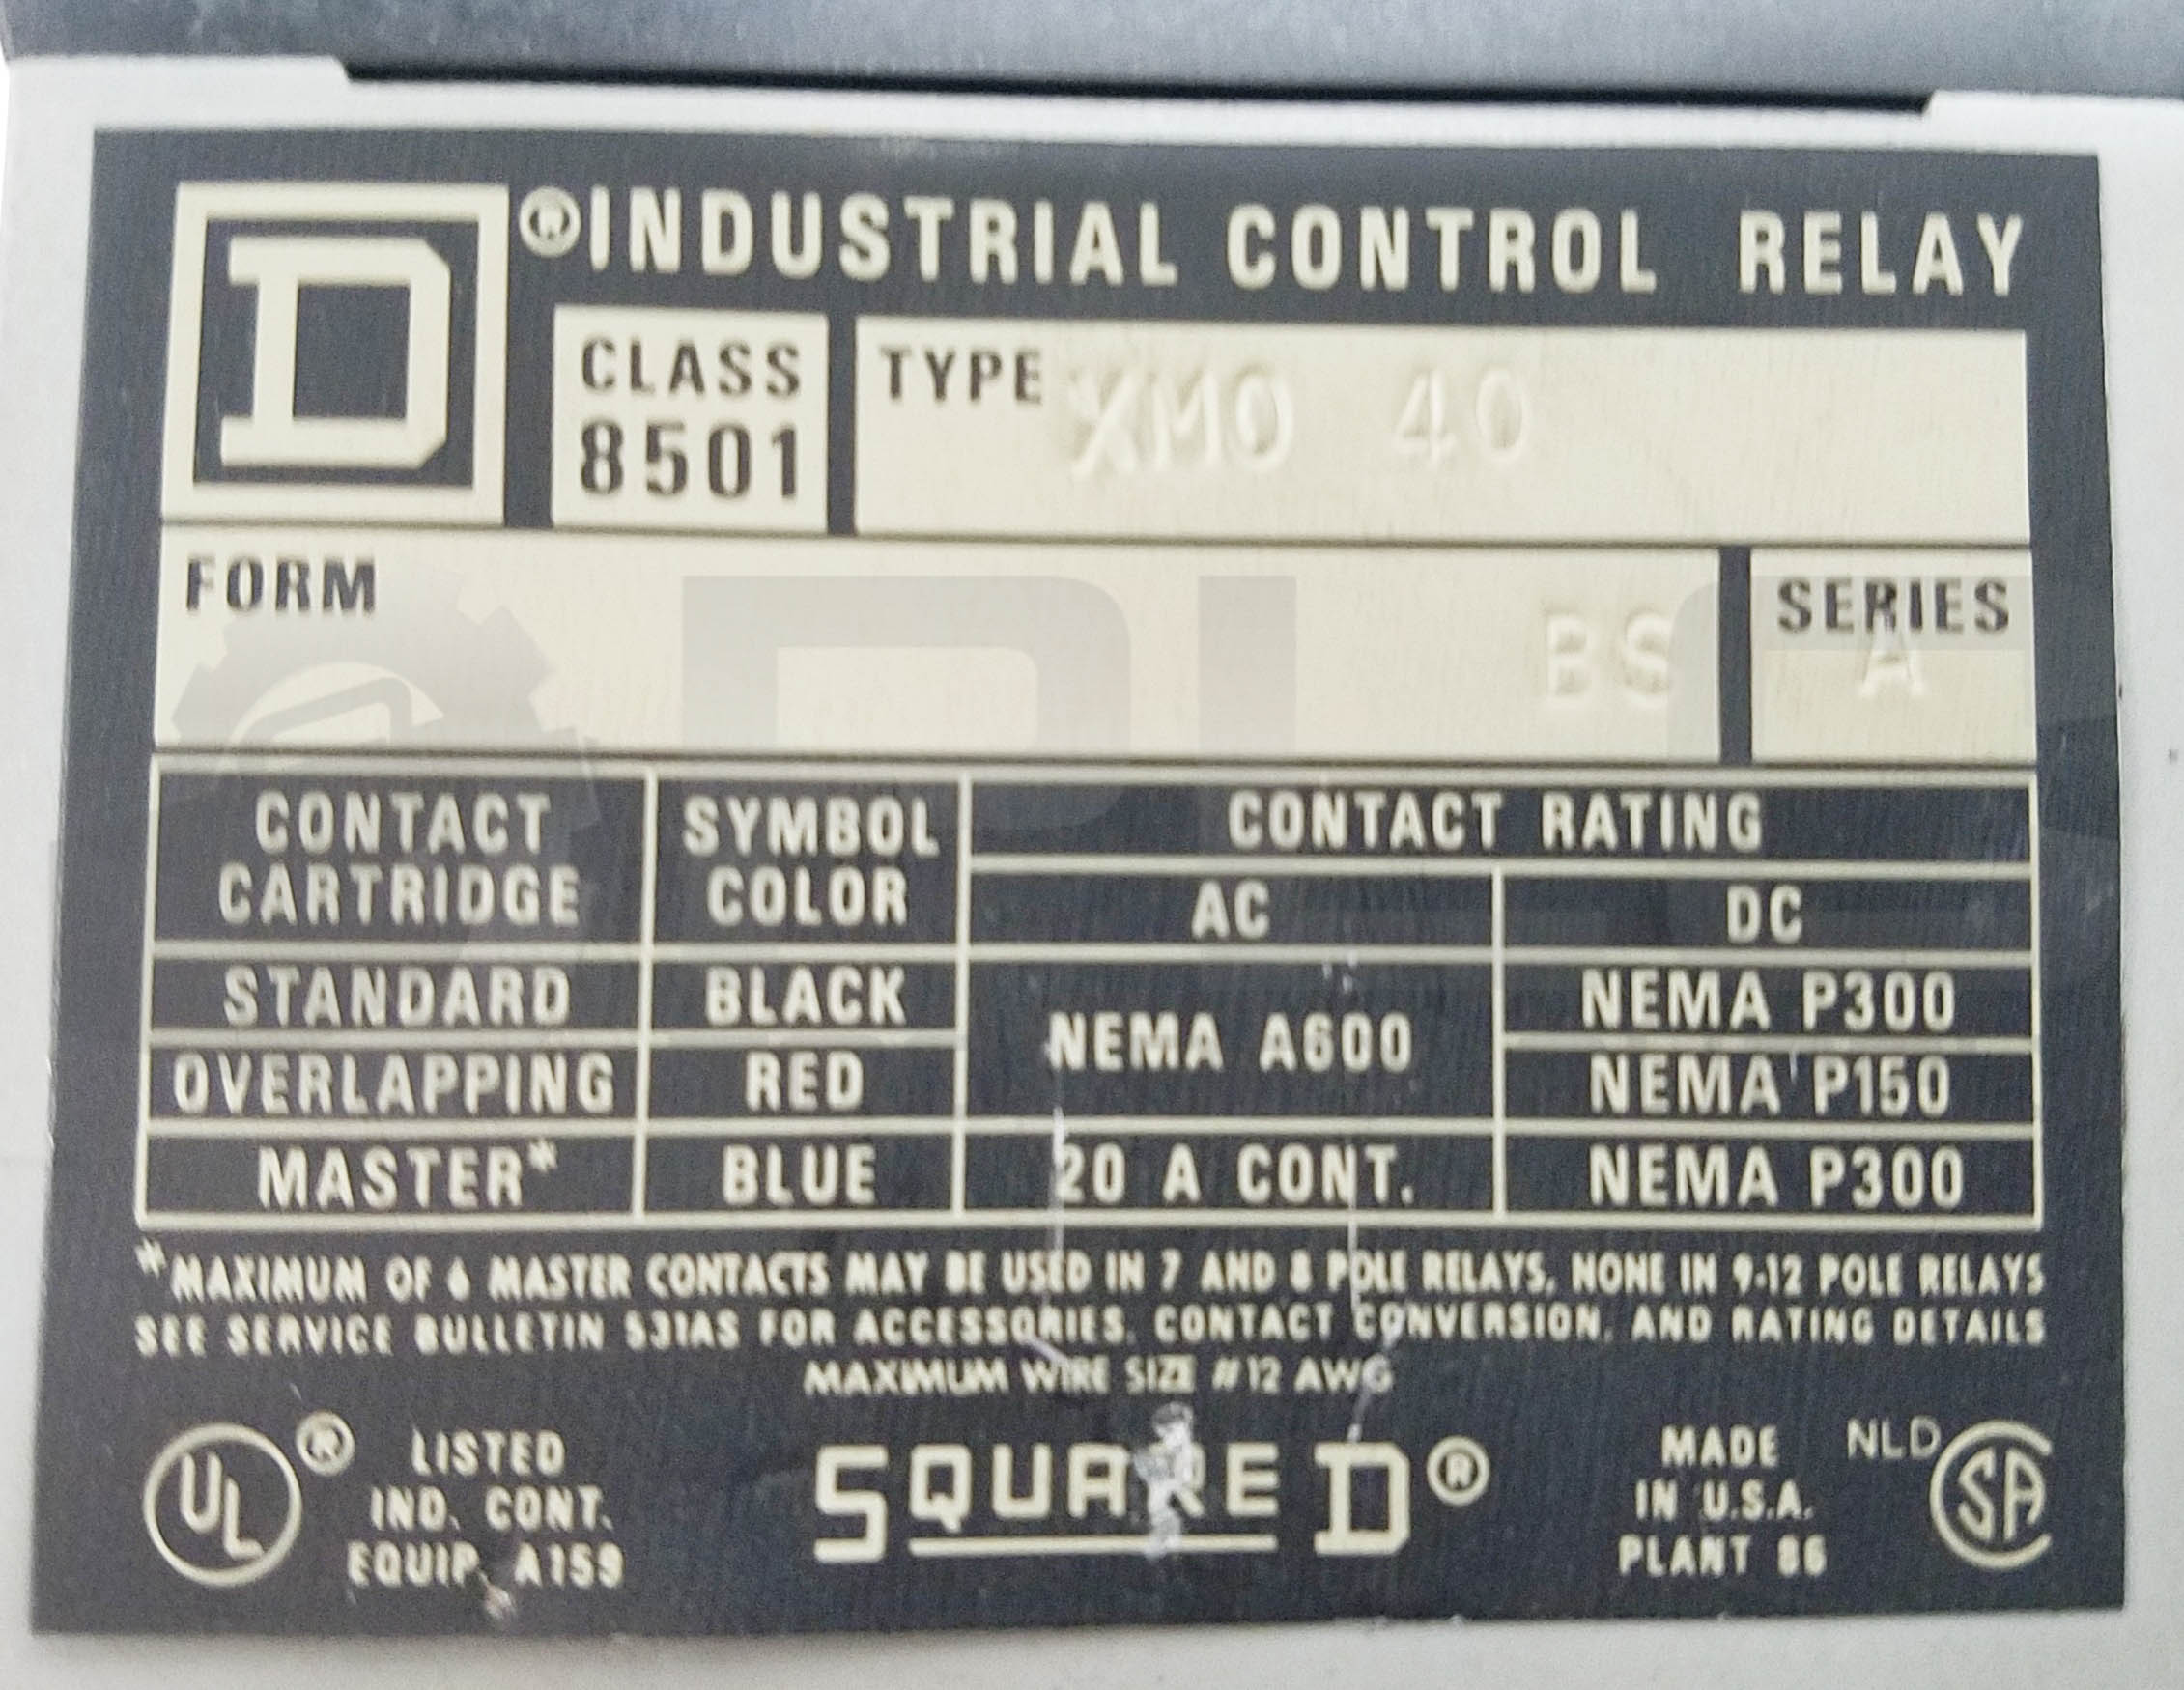 D ® INDUSTRIAL CONTROL RELAY
CLASS
8501
TYPE XMO 40
FORM BS
SERIES
A
CONTACT
CARTRIDGE
SYMBOL
COLOR
CONTACT RATING
AC DC
STANDARD BLACK NEMA A600 NEMA P300
OVERLAPPING RED NEMA P150
MASTER* BLUE 20 A CONT. NEMA P300
*MAXIMUM OF 6 MASTER CONTACTS MAY BE USED IN 7 AND 8 POLE RELAYS, NONE IN 9-12 POLE RELAYS
SEE SERVICE BULLETIN 531AS FOR ACCESSORIES, CONTACT CONVERSION, AND RATING DETAILS
MAXIMUM WIRE SIZE #12 AWG
UL ® LISTED
IND. CONT.
EQUIP. A159
SQUARE D ®
MADE
IN U.S.A.
PLANT 86
NLD
SA